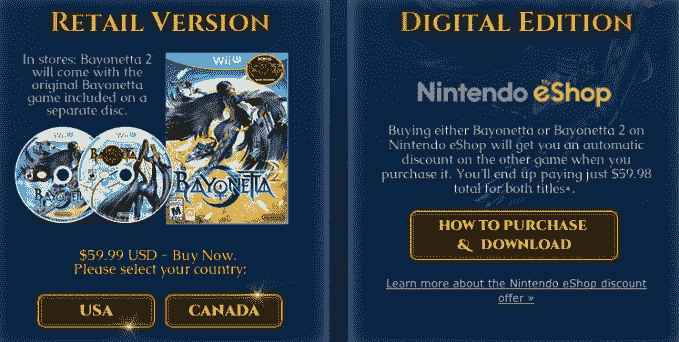 RETAIL VERSION
In stores: Bayonetta 2
will come with the
original Bayonetta
game included on a
separate disc.
Wii U
BAYONETTA
$59.99 USD - Buy Now.
Please select your country:
USA
CANADA
DIGITAL EDITION
Nintendo eShop
Buying either Bayonetta or Bayonetta 2 on
Nintendo eShop will get you an automatic
discount on the other game when you
purchase it. You'll end up paying just $59.98
total for both titles*.
HOW TO PURCHASE
& DOWNLOAD
Learn more about the Nintendo eShop discount
offer »